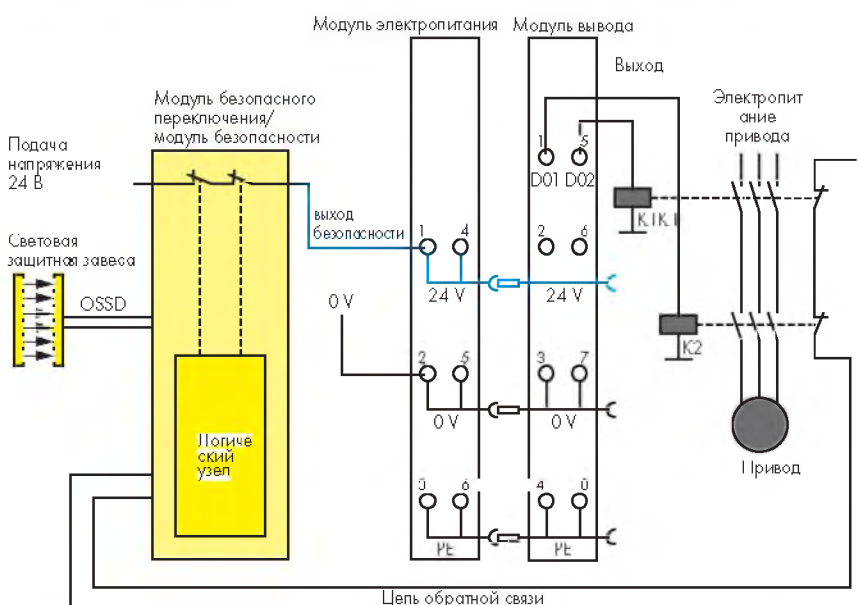 Модуль электропитания
Модуль вывода
Выход
Модуль безопасного
переключения/
модуль безопасности
Электропит
ание
привода
Подача
напряжения
24 В
1
5
D01
D02
K1K1
выход
безопасности
1
4
2
6
Световая
защитная завеса
OSSD
24 V
24 V
0 V
K2
2
5
3
7
0 V
0 V
Логиче
ский
узел
Привод
6
4
PE
PE
Цепь обратной связи